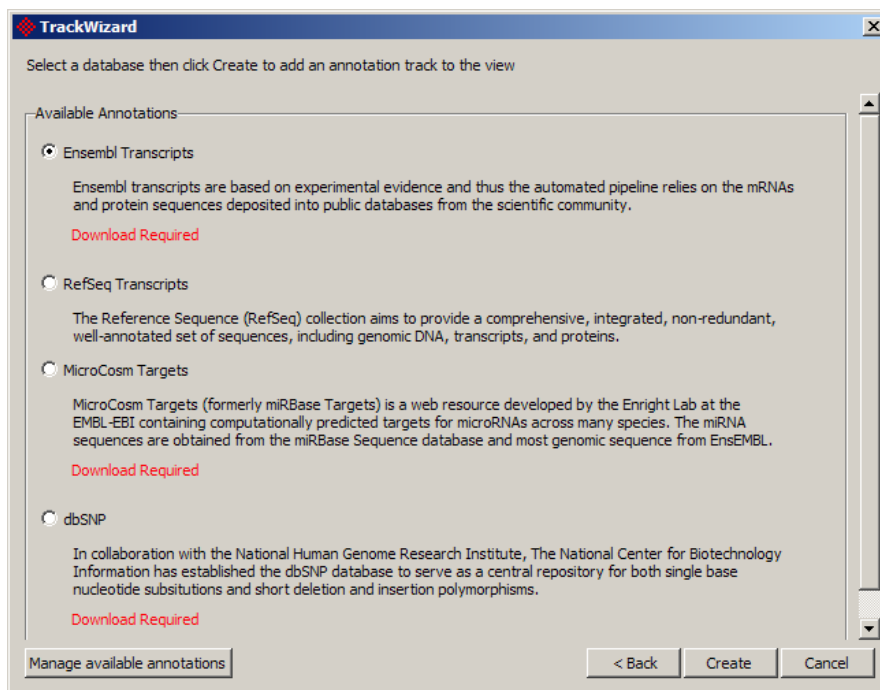 TrackWizard
Select a database then click Create to add an annotation track to the view
Available Annotations
Ensembl Transcripts
Ensembl transcripts are based on experimental evidence and thus the automated pipeline relies on the mRNAs
and protein sequences deposited into public databases from the scientific community.
Download Required
RefSeq Transcripts
The Reference Sequence (RefSeq) collection aims to provide a comprehensive, integrated, non-redundant,
well-annotated set of sequences, including genomic DNA, transcripts, and proteins.
MicroCosm Targets
MicroCosm Targets (formerly miRBase Targets) is a web resource developed by the Enright Lab at the
EMBL-EBI containing computationally predicted targets for microRNAs across many species. The miRNA
sequences are obtained from the miRBase Sequence database and most genomic sequence from EnsEMBL.
Download Required
dbSNP
In collaboration with the National Human Genome Research Institute, The National Center for Biotechnology
Information has established the dbSNP database to serve as a central repository for both single base
nucleotide subsitutions and short deletion and insertion polymorphisms.
Download Required
Manage available annotations
< Back
Create
Cancel